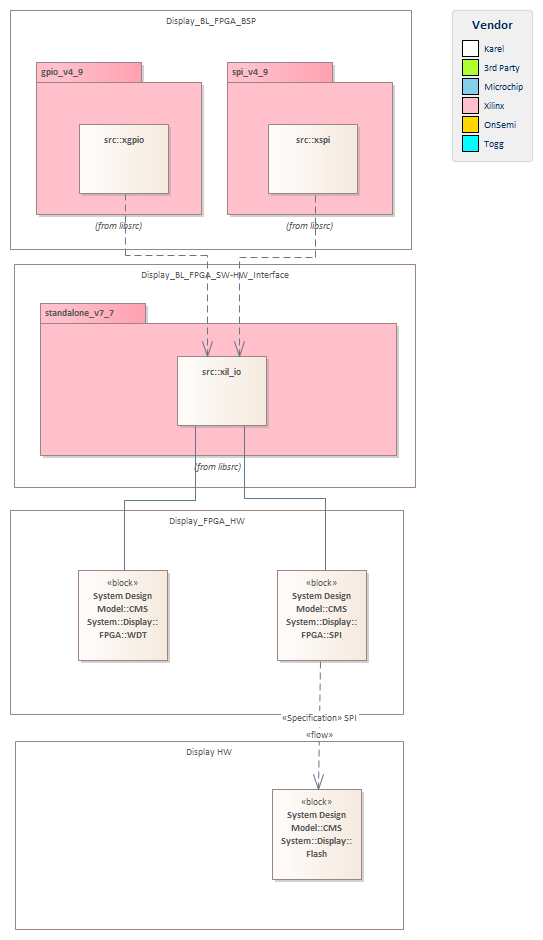 Display_BL_FPGA_BSP
gpio_v4_9
spi_v4_9
src::xgpio
src::xspi
(from libsrc)
(from libsrc)
Vendor
Karel
3rd Party
Microchip
Xilinx
OnSemi
Togg
Display_BL_FPGA_SW-HW_Interface
standalone_v7_7
src::xil_io
(from libsrc)
Display_FPGA_HW
«block»
System Design
Model::CMS
System::Display::
FPGA::WDT
«block»
System Design
Model::CMS
System::Display::
FPGA::SPI
«Specification» SPI
«flow»
Display HW
«block»
System Design
Model::CMS
System::Display::
Flash